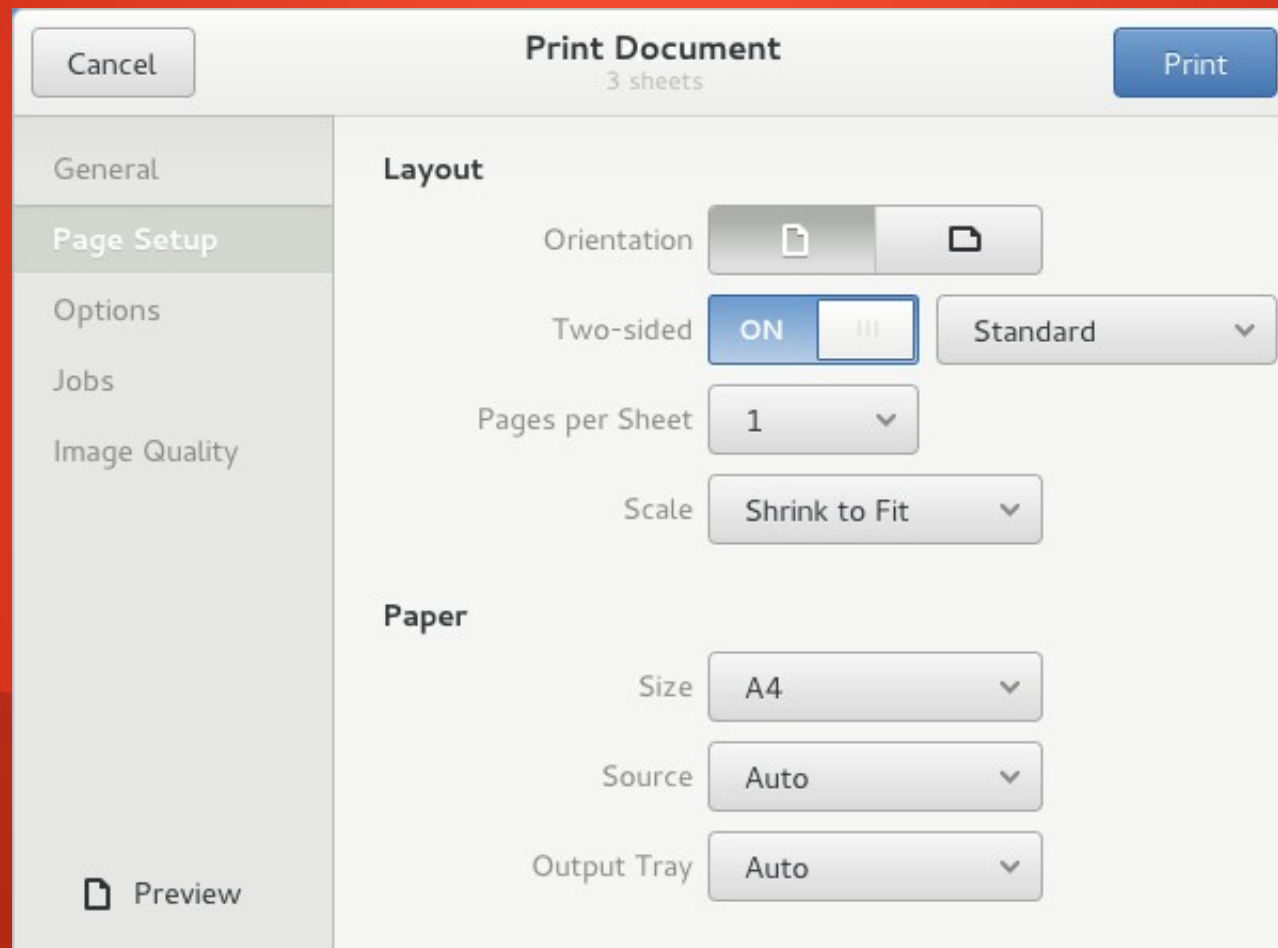 Cancel
Print Document
3 sheets
Print
General
Page Setup
Options
Jobs
Image Quality
Preview
Layout
Orientation
Two-sided ON Standard
Pages per Sheet 1
Scale Shrink to Fit
Paper
Size A4
Source Auto
Output Tray Auto